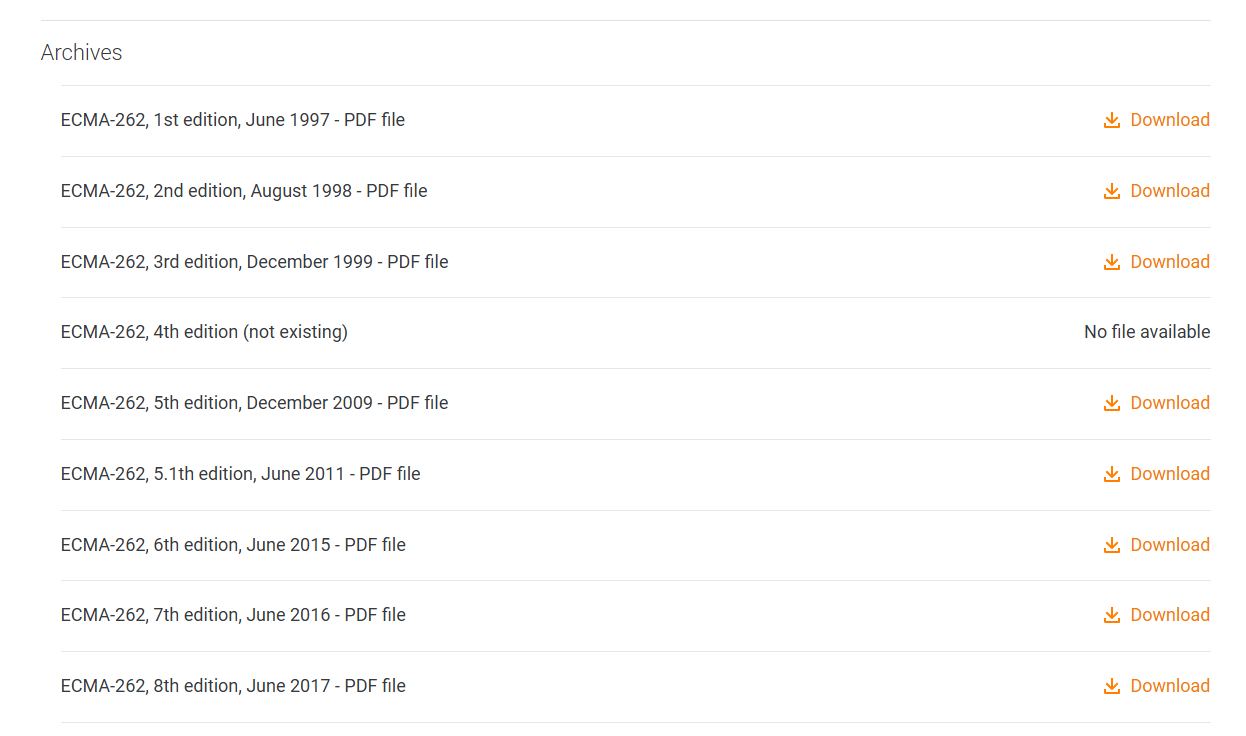 Archives
ECMA-262, 1st edition, June 1997 - PDF file Download
ECMA-262, 2nd edition, August 1998 - PDF file Download
ECMA-262, 3rd edition, December 1999 - PDF file Download
ECMA-262, 4th edition (not existing) No file available
ECMA-262, 5th edition, December 2009 - PDF file Download
ECMA-262, 5.1th edition, June 2011 - PDF file Download
ECMA-262, 6th edition, June 2015 - PDF file Download
ECMA-262, 7th edition, June 2016 - PDF file Download
ECMA-262, 8th edition, June 2017 - PDF file Download